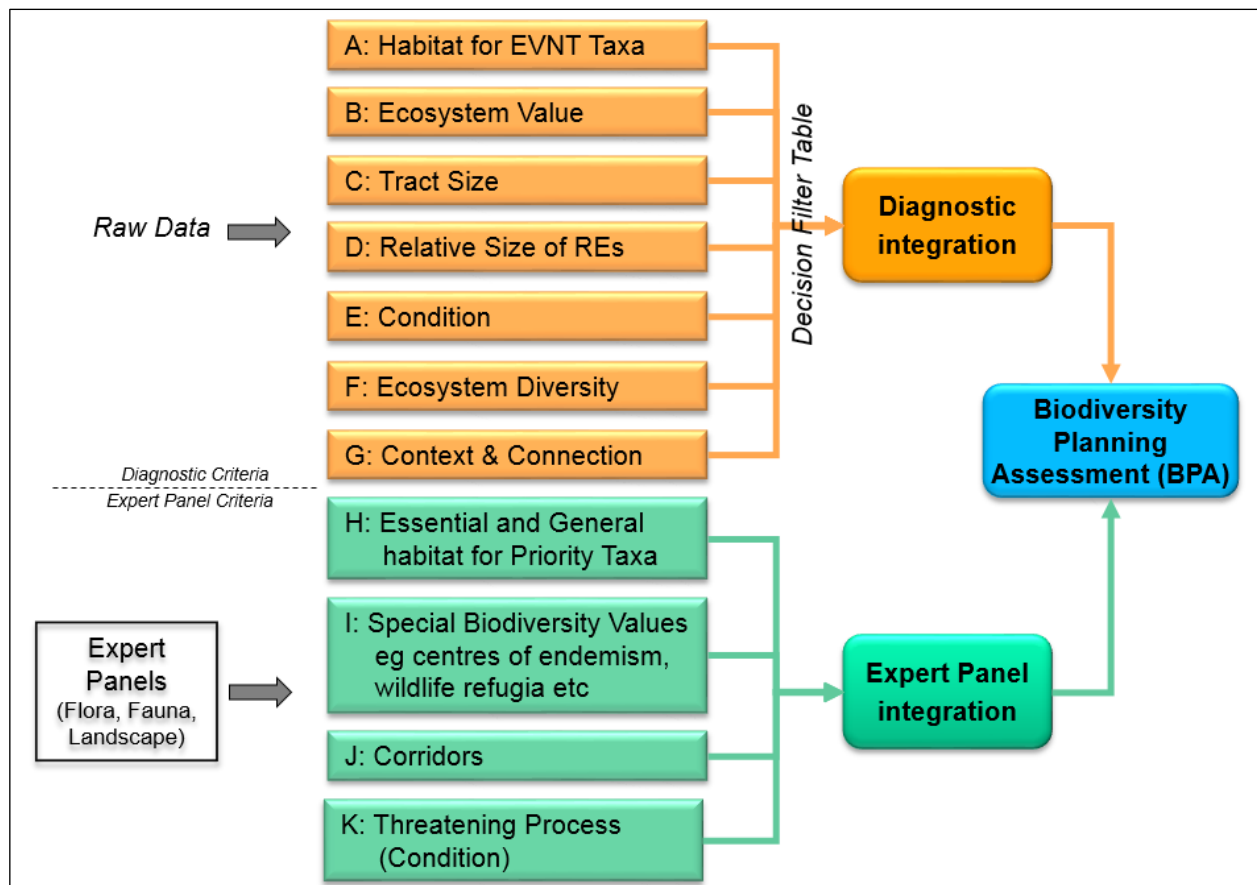 A: Habitat for EVNT Taxa
B: Ecosystem Value
C: Tract Size
Raw Data
D: Relative Size of REs
E: Condition
F: Ecosystem Diversity
G: Context & Connection
Decision Filter Table
Diagnostic
integration
Biodiversity
Planning
Assessment (BPA)
Diagnostic Criteria
Expert Panel Criteria
H: Essential and General
habitat for Priority Taxa
Expert
Panels
(Flora, Fauna,
Landscape)
I: Special Biodiversity Values
eg centres of endemism,
wildlife refugia etc
J: Corridors
K: Threatening Process
(Condition)
Expert Panel
integration